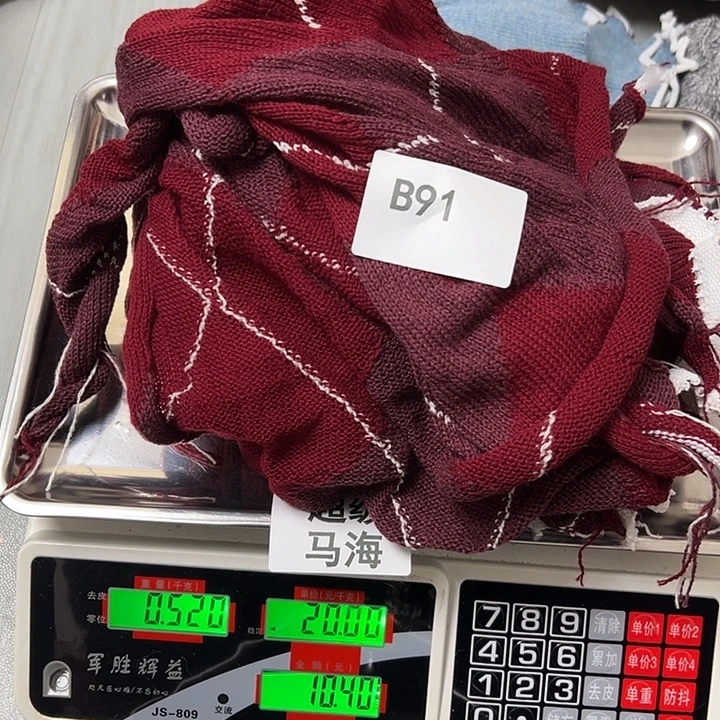 B91
超级
马海
重量(千克)
单价(元/千克)
去皮
零位
稳定
0.520
20.00
金额(元)
10.40
军胜辉益
JS-809
交流
7 8 9 清除 单价1 单价2
4 5 6 累加 单价3 单价4
1 2 3 去皮 单重 防抖